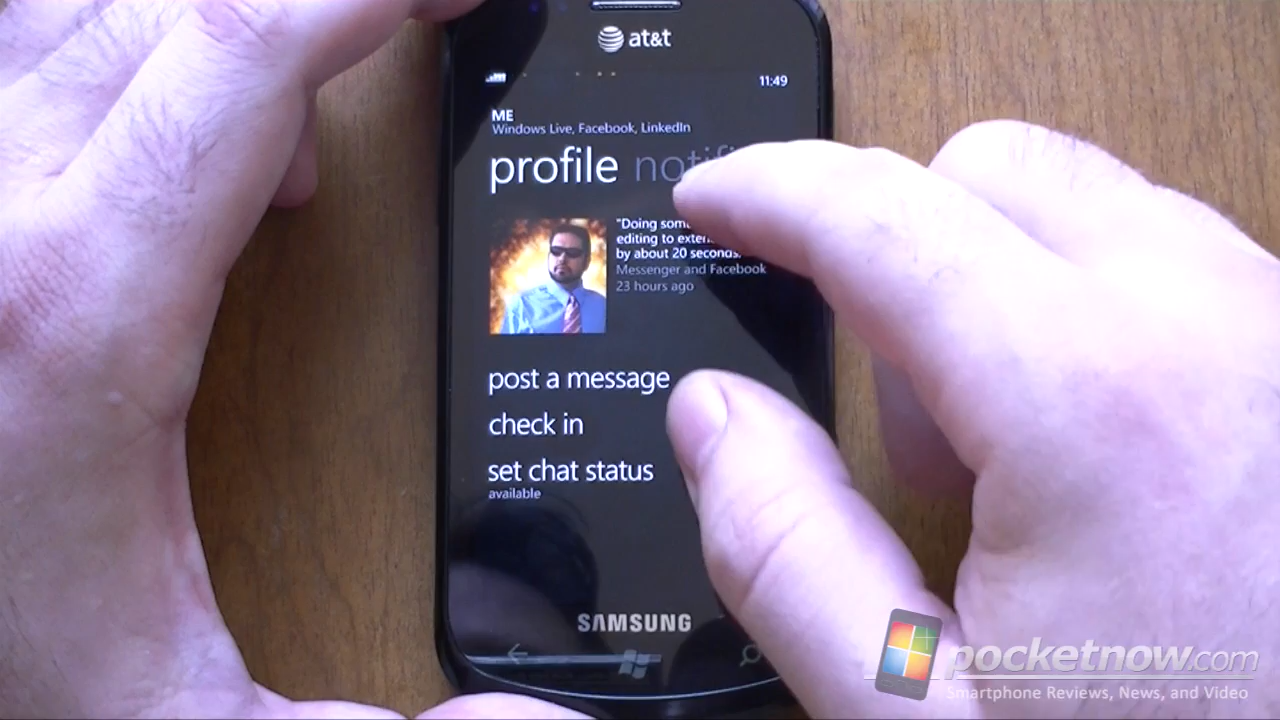 at&t
11:49
ME
Windows Live, Facebook, LinkedIn
profile
"Doing
editing to
by about 20 seconds.
Messenger and Facebook
23 hours ago
post a message
check in
set chat status
available
SAMSUNG
pocketnow.com
Smartphone Reviews, News, and Video